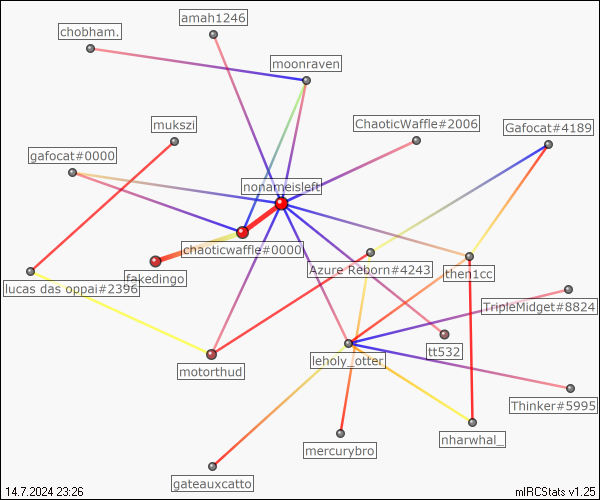 amah1246
chobham.
moonraven
mukszi
ChaoticWaffle#2006
Gafocat#4189
gafocat#0000
nonameisleft
chaoticwaffle#0000
Azure Reborn#4243
then1cc
fakedingo
lucas das oppai#2396
TripleMidget#8824
tt532
leholy_otter
motorthud
Thinker#5995
nharwhal_
mercurybro
gateauxcatto
14.7.2024 23:26
mIRCStats v1.25